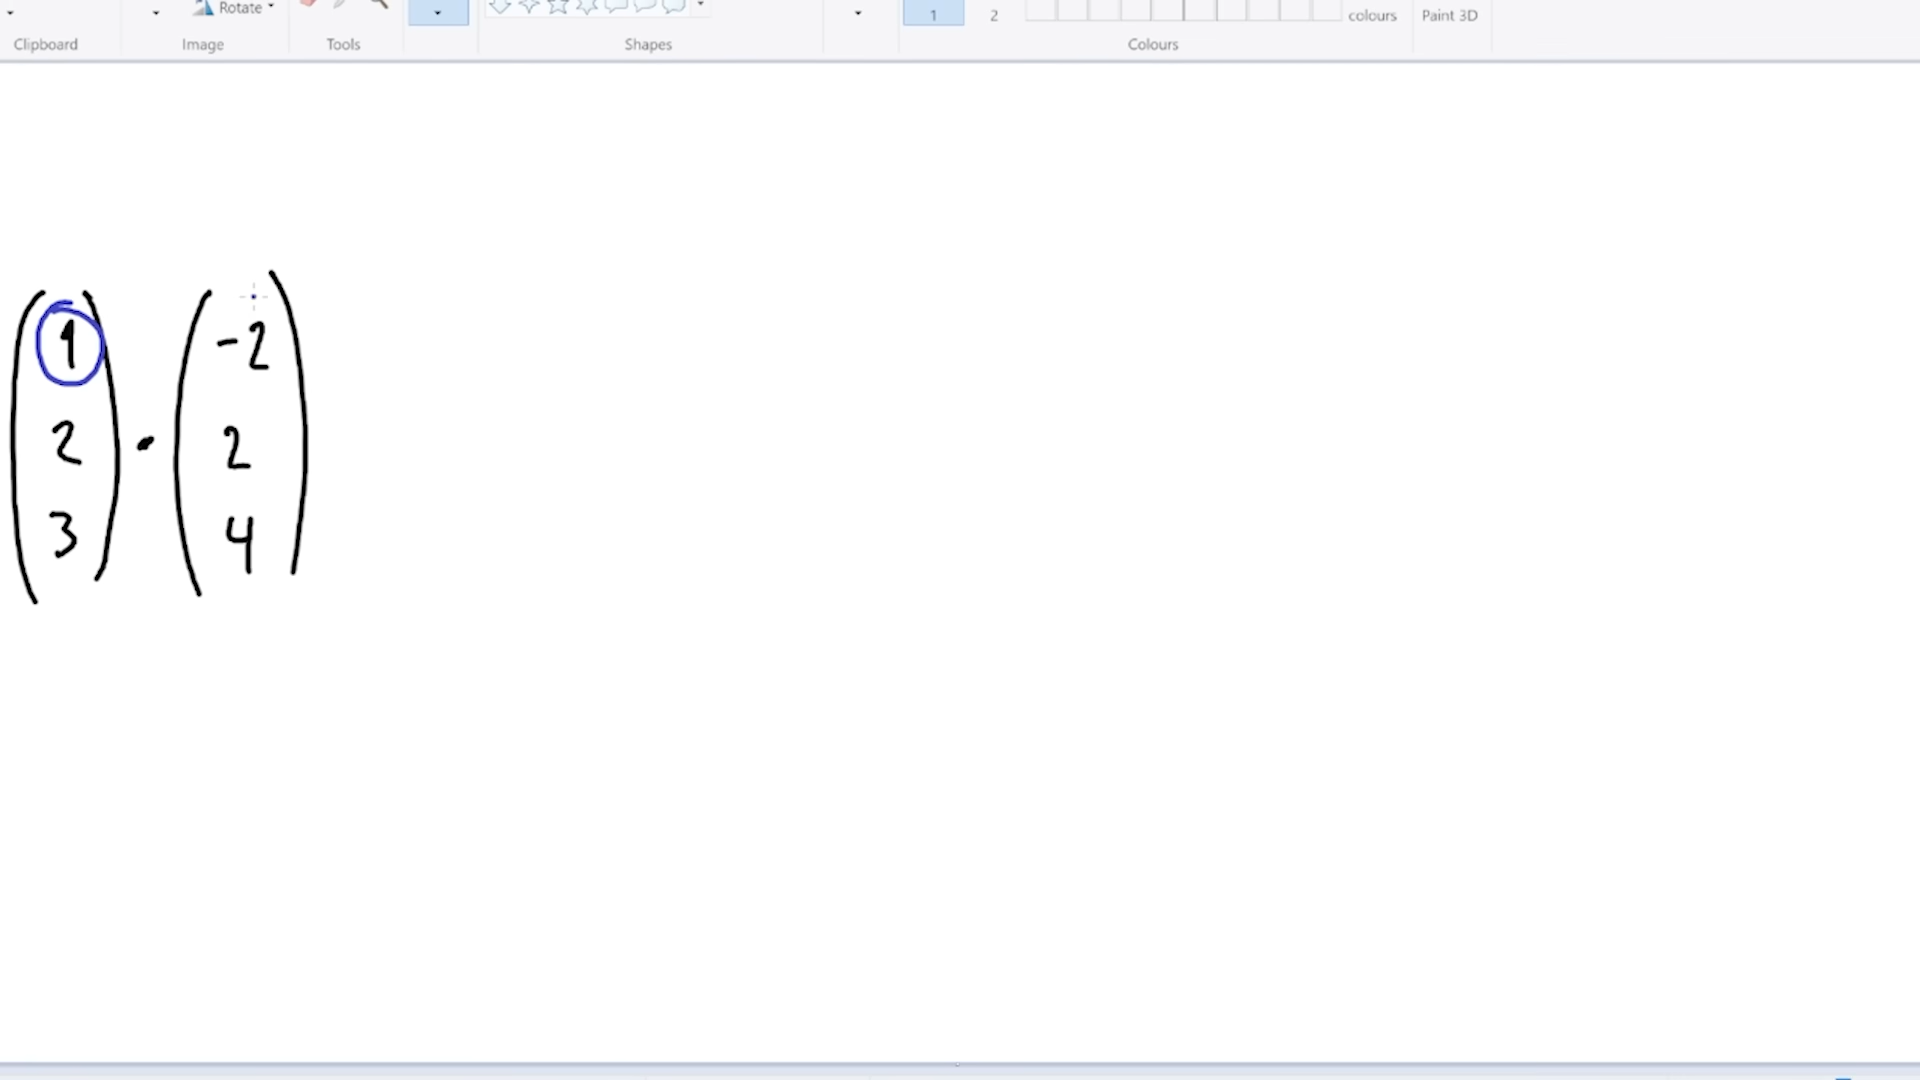 Rotate
1 2 colours Paint 3D
Clipboard Image Tools Shapes Colours
1 -2
2 · 2
3 4